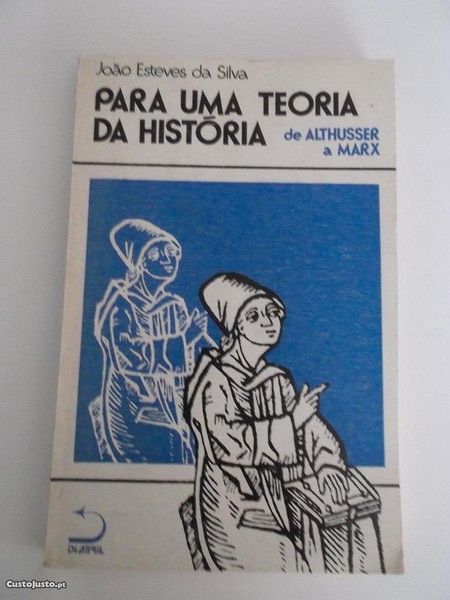 João Esteves da Silva
PARA UMA TEORIA
DA HISTÓRIA de ALTHUSSER
a MARX
DIABRIL
CustoJusto.pt